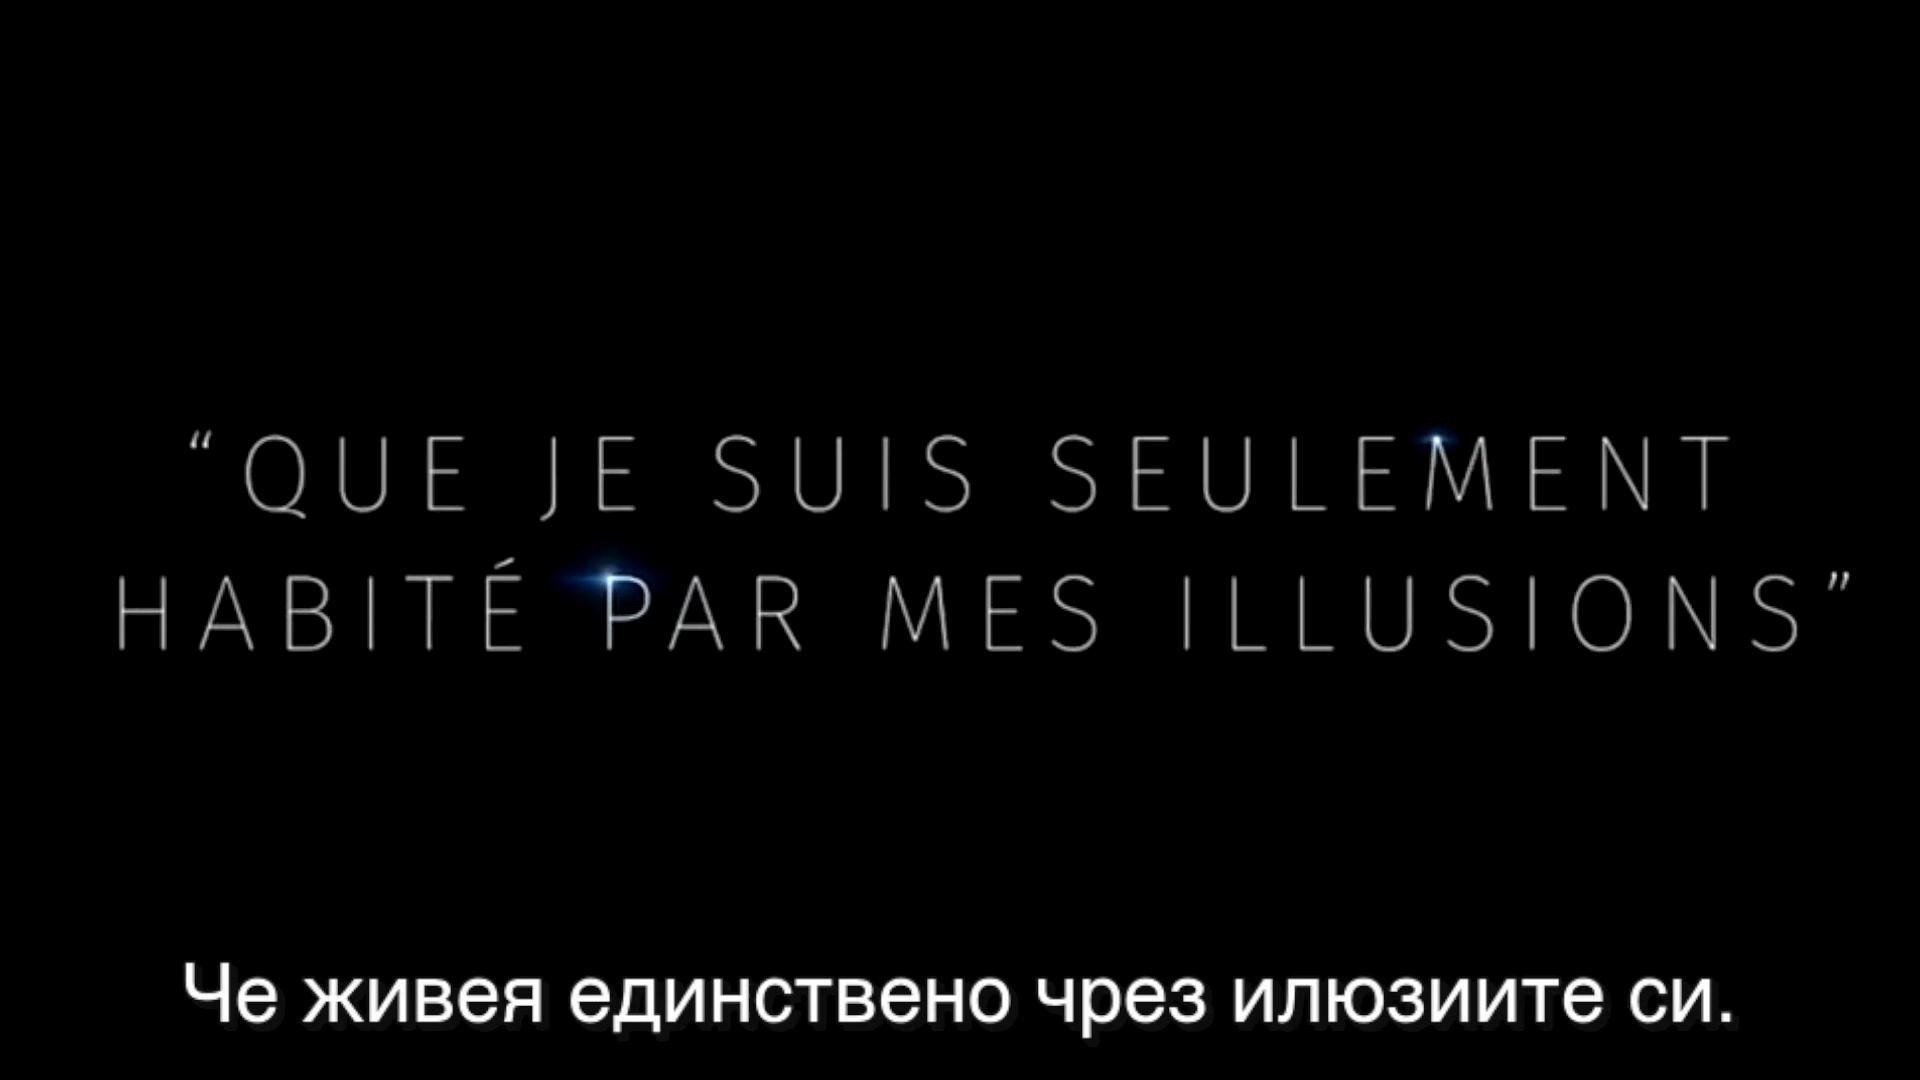 “QUE JE SUIS SEULEMENT
HABITÉ PAR MES ILLUSIONS”
Че живея единствено чрез илюзиите си.